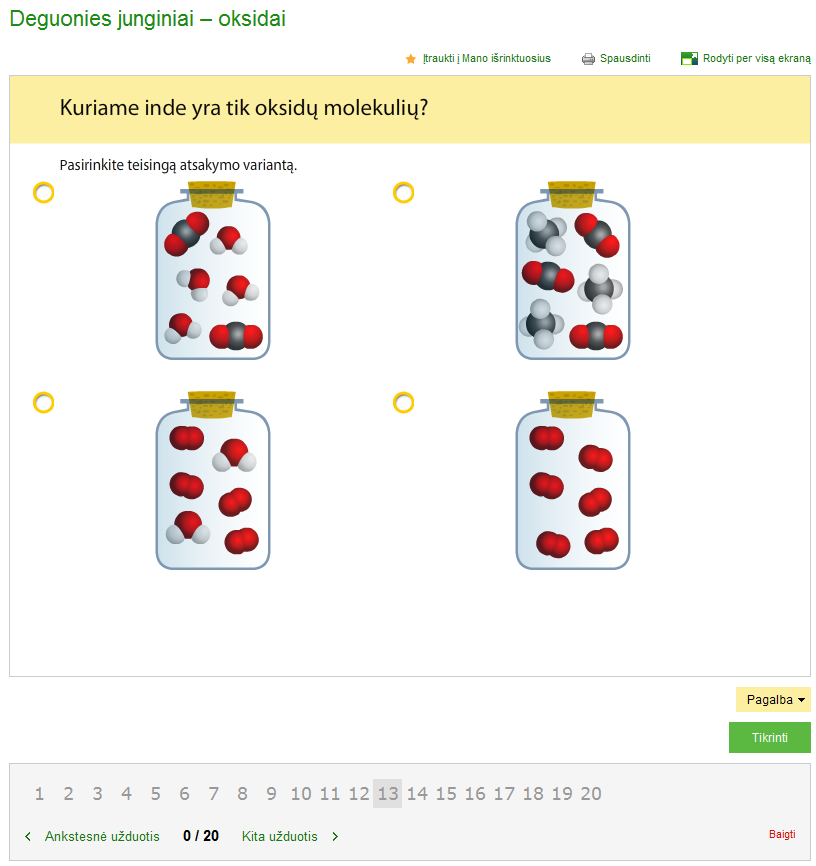 Deguonies junginiai – oksidai
Įtraukti į Mano išrinktuosius
Spausdinti
Rodyti per visą ekraną
Kuriame inde yra tik oksidų molekulių?
Pasirinkite teisingą atsakymo variantą.
Pagalba
Tikrinti
1 2 3 4 5 6 7 8 9 10 11 12 13 14 15 16 17 18 19 20
Ankstesnė užduotis 0 / 20 Kita užduotis
Baigti